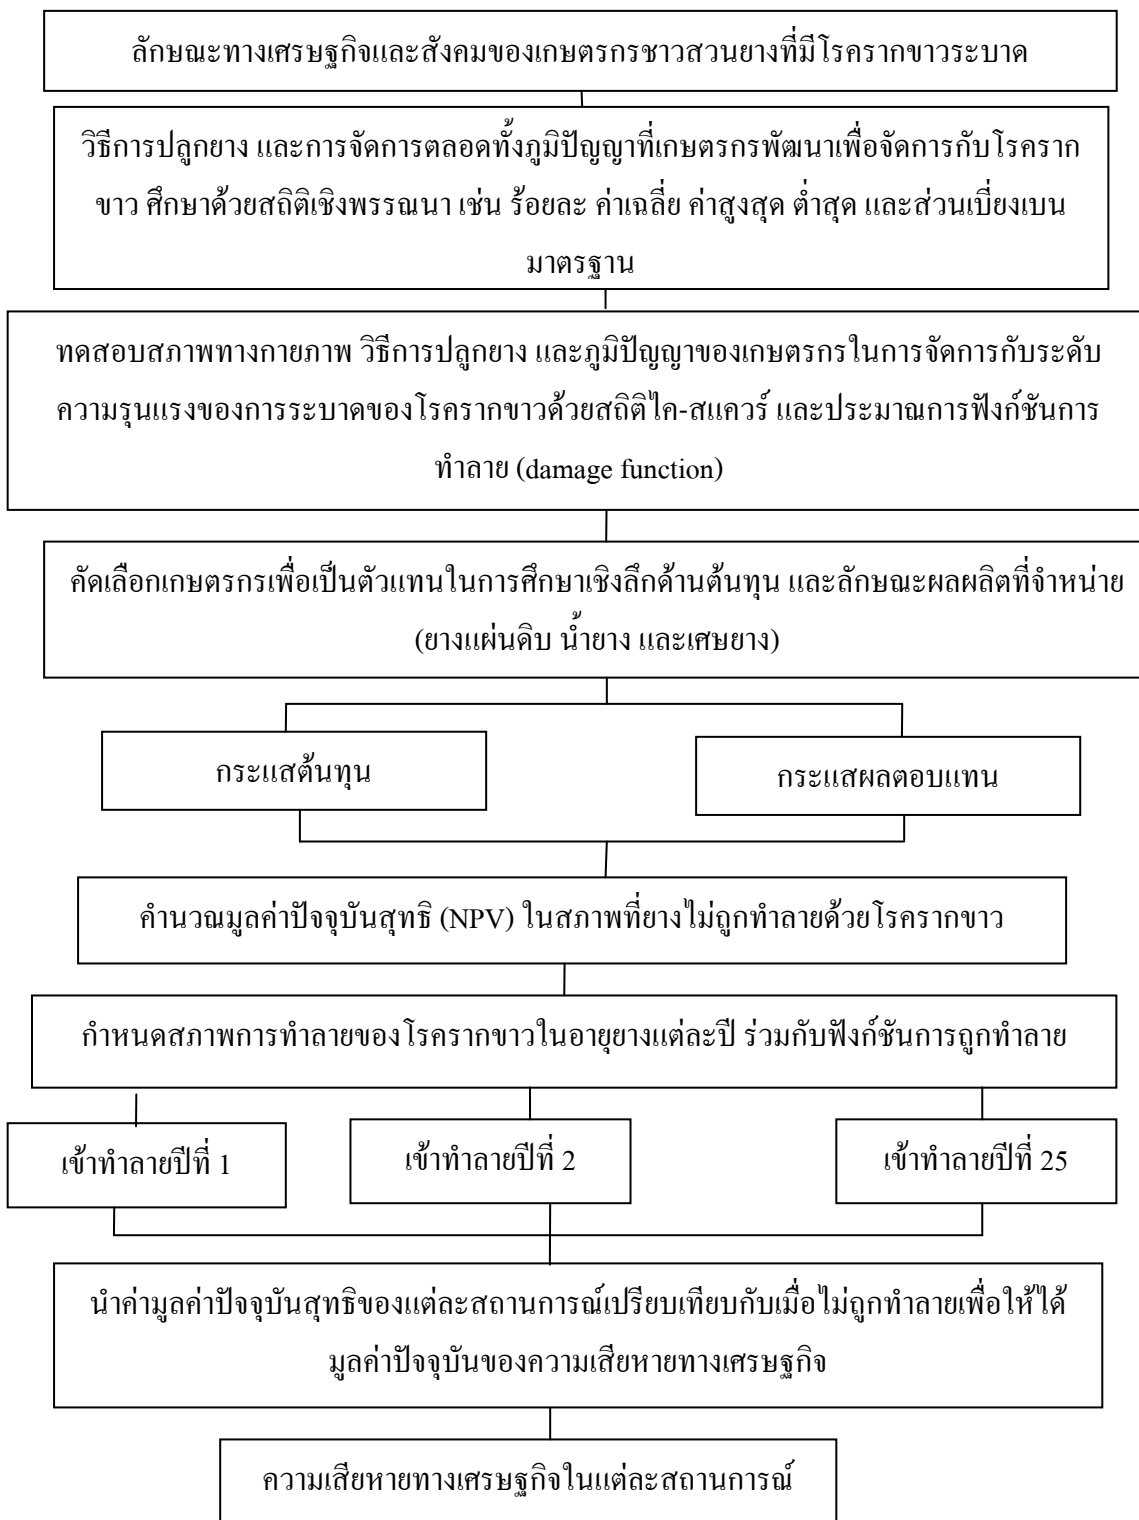 ลักษณะทางเศรษฐกิจและสังคมของเกษตรกรชาวสวนยางที่มีโรครากขาวระบาด
วิธีการปลูกยาง และการจัดการตลอดทั้งภูมิปัญญาที่เกษตรกรพัฒนาเพื่อจัดการกับโรคราก
ขาว ศึกษาด้วยสถิติเชิงพรรณนา เช่น ร้อยละ ค่าเฉลี่ย ค่าสูงสุด ต่ำสุด และส่วนเบี่ยงเบน
มาตรฐาน
ทดสอบสภาพทางกายภาพ วิธีการปลูกยาง และภูมิปัญญาของเกษตรกรในการจัดการกับระดับ
ความรุนแรงของการระบาดของโรครากขาวด้วยสถิติไค-สแควร์ และประมาณการฟังก์ชันการ
ทำลาย (damage function)
คัดเลือกเกษตรกรเพื่อเป็นตัวแทนในการศึกษาเชิงลึกด้านต้นทุน และลักษณะผลผลิตที่จำหน่าย
(ยางแผ่นดิบ น้ำยาง และเศษยาง)
กระแสต้นทุน
กระแสผลตอบแทน
คำนวณมูลค่าปัจจุบันสุทธิ (NPV) ในสภาพที่ยางไม่ถูกทำลายด้วยโรครากขาว
กำหนดสภาพการทำลายของโรครากขาวในอายุยางแต่ละปี ร่วมกับฟังก์ชันการถูกทำลาย
เข้าทำลายปีที่ 1
เข้าทำลายปีที่ 2
เข้าทำลายปีที่ 25
นำค่ามูลค่าปัจจุบันสุทธิของแต่ละสถานการณ์เปรียบเทียบกับเมื่อไม่ถูกทำลายเพื่อให้ได้
มูลค่าปัจจุบันของความเสียหายทางเศรษฐกิจ
ความเสียหายทางเศรษฐกิจในแต่ละสถานการณ์